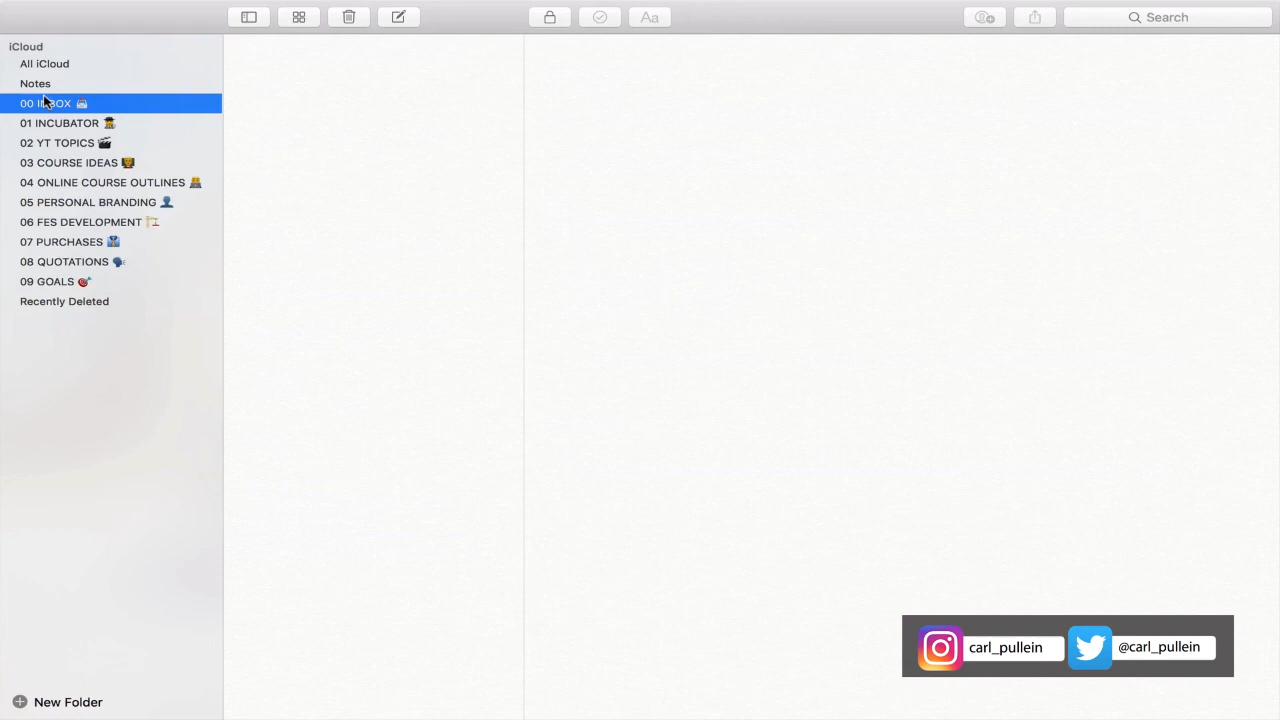 Aa
Search
iCloud
All iCloud
Notes
00 INBOX
01 INCUBATOR
02 YT TOPICS
03 COURSE IDEAS
04 ONLINE COURSE OUTLINES
05 PERSONAL BRANDING
06 FES DEVELOPMENT
07 PURCHASES
08 QUOTATIONS
09 GOALS
Recently Deleted
carl_pullein
@carl_pullein
New Folder